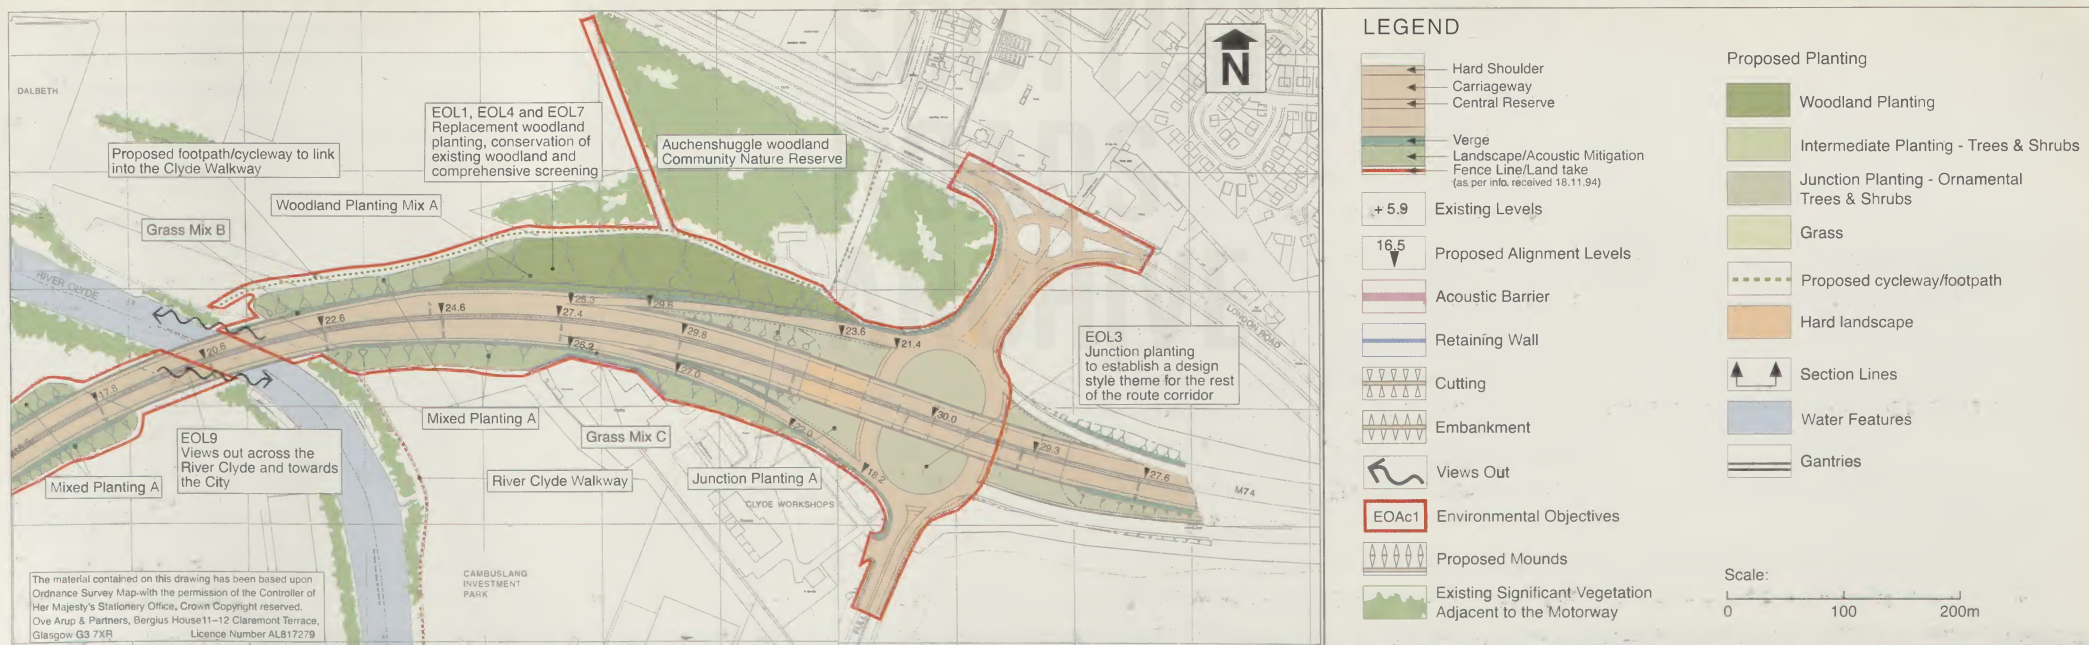 DALBETH
Proposed footpath/cycleway to link
into the Clyde Walkway
EOL1, EOL4 and EOL7
Replacement woodland
planting, conservation of
existing woodland and
comprehensive screening
Auchenshuggle woodland
Community Nature Reserve
N
Woodland Planting Mix A
Grass Mix B
RIVER CLYDE
17.8
20.6
22.6
24.6
25.3
27.4
26.2
29.6
29.8
27.0
23.6
21.4
22.0
18.2
30.0
29.3
27.6
LONDON ROAD
M74
EOL3
Junction planting
to establish a design
style theme for the rest
of the route corridor
EOL9
Views out across the
River Clyde and towards
the City
Mixed Planting A
Mixed Planting A
Grass Mix C
River Clyde Walkway
Junction Planting A
CLYDE WORKSHOPS
CAMBUSLANG
INVESTMENT
PARK
The material contained on this drawing has been based upon
Ordnance Survey Map with the permission of the Controller of
Her Majesty's Stationery Office, Crown Copyright reserved.
Ove Arup & Partners, Bergius House11-12 Claremont Terrace,
Glasgow G3 7XR Licence Number AL817279
LEGEND
Hard Shoulder
Carriageway
Central Reserve
Verge
Landscape/Acoustic Mitigation
Fence Line/Land take
(as per info. received 18.11.94)
+ 5.9 Existing Levels
16.5 Proposed Alignment Levels
Acoustic Barrier
Retaining Wall
Cutting
Embankment
Views Out
EOAc1 Environmental Objectives
Proposed Mounds
Existing Significant Vegetation
Adjacent to the Motorway
Proposed Planting
Woodland Planting
Intermediate Planting - Trees & Shrubs
Junction Planting - Ornamental
Trees & Shrubs
Grass
Proposed cycleway/footpath
Hard landscape
Section Lines
Water Features
Gantries
Scale:
0 100 200m